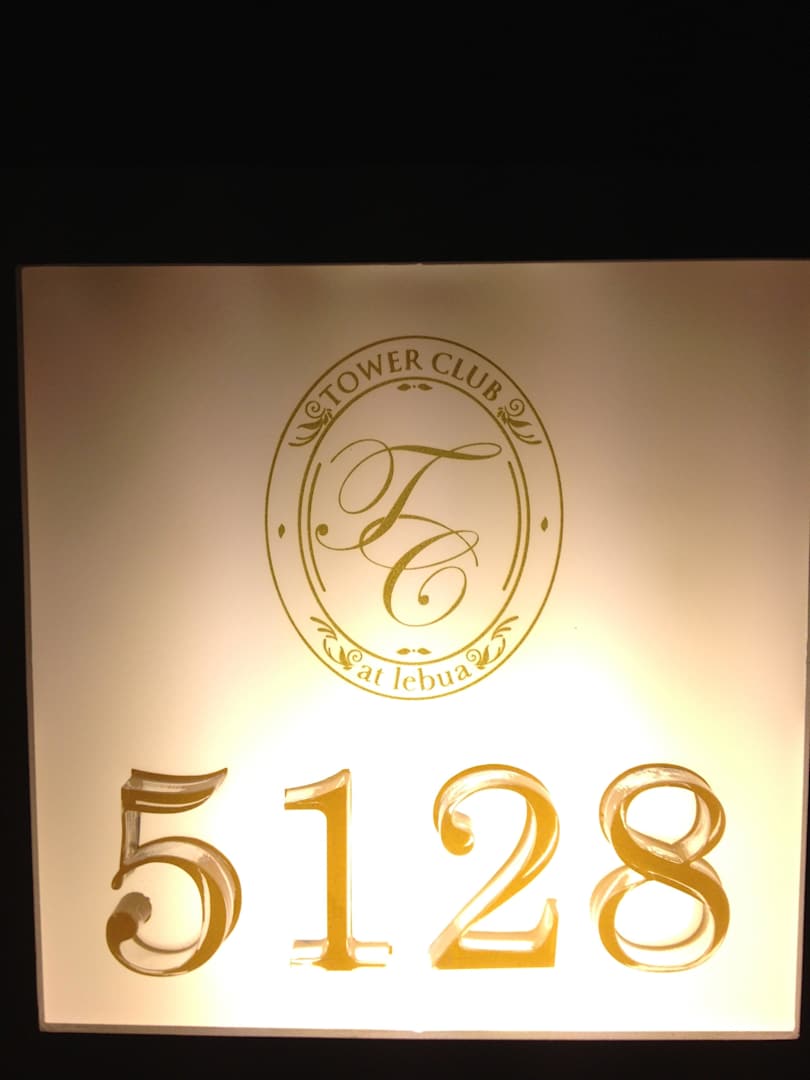 TOWER CLUB
TC
at lebua
5128